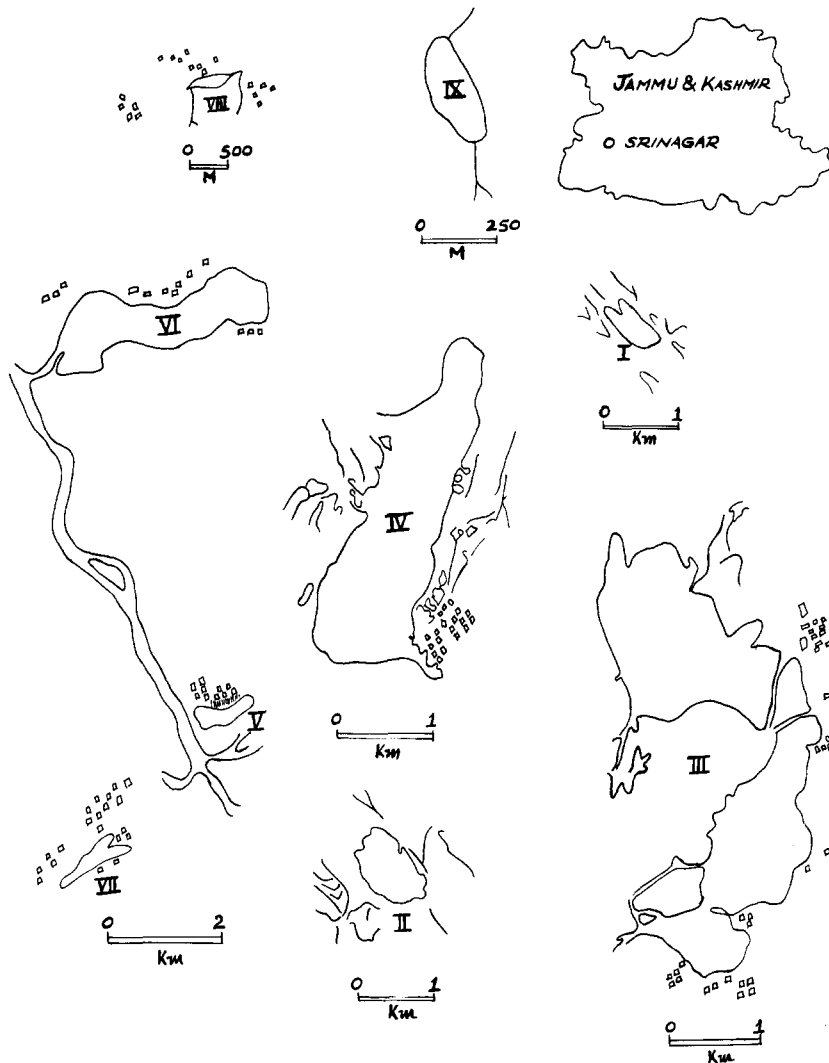 VIII
0 500
M
IX
0 250
M
JAMMU & KASHMIR
O SRINAGAR
VI
I
0 1
Km
IV
0 1
Km
V
III
VII
0 2
Km
II
0 1
Km
0 1
Km